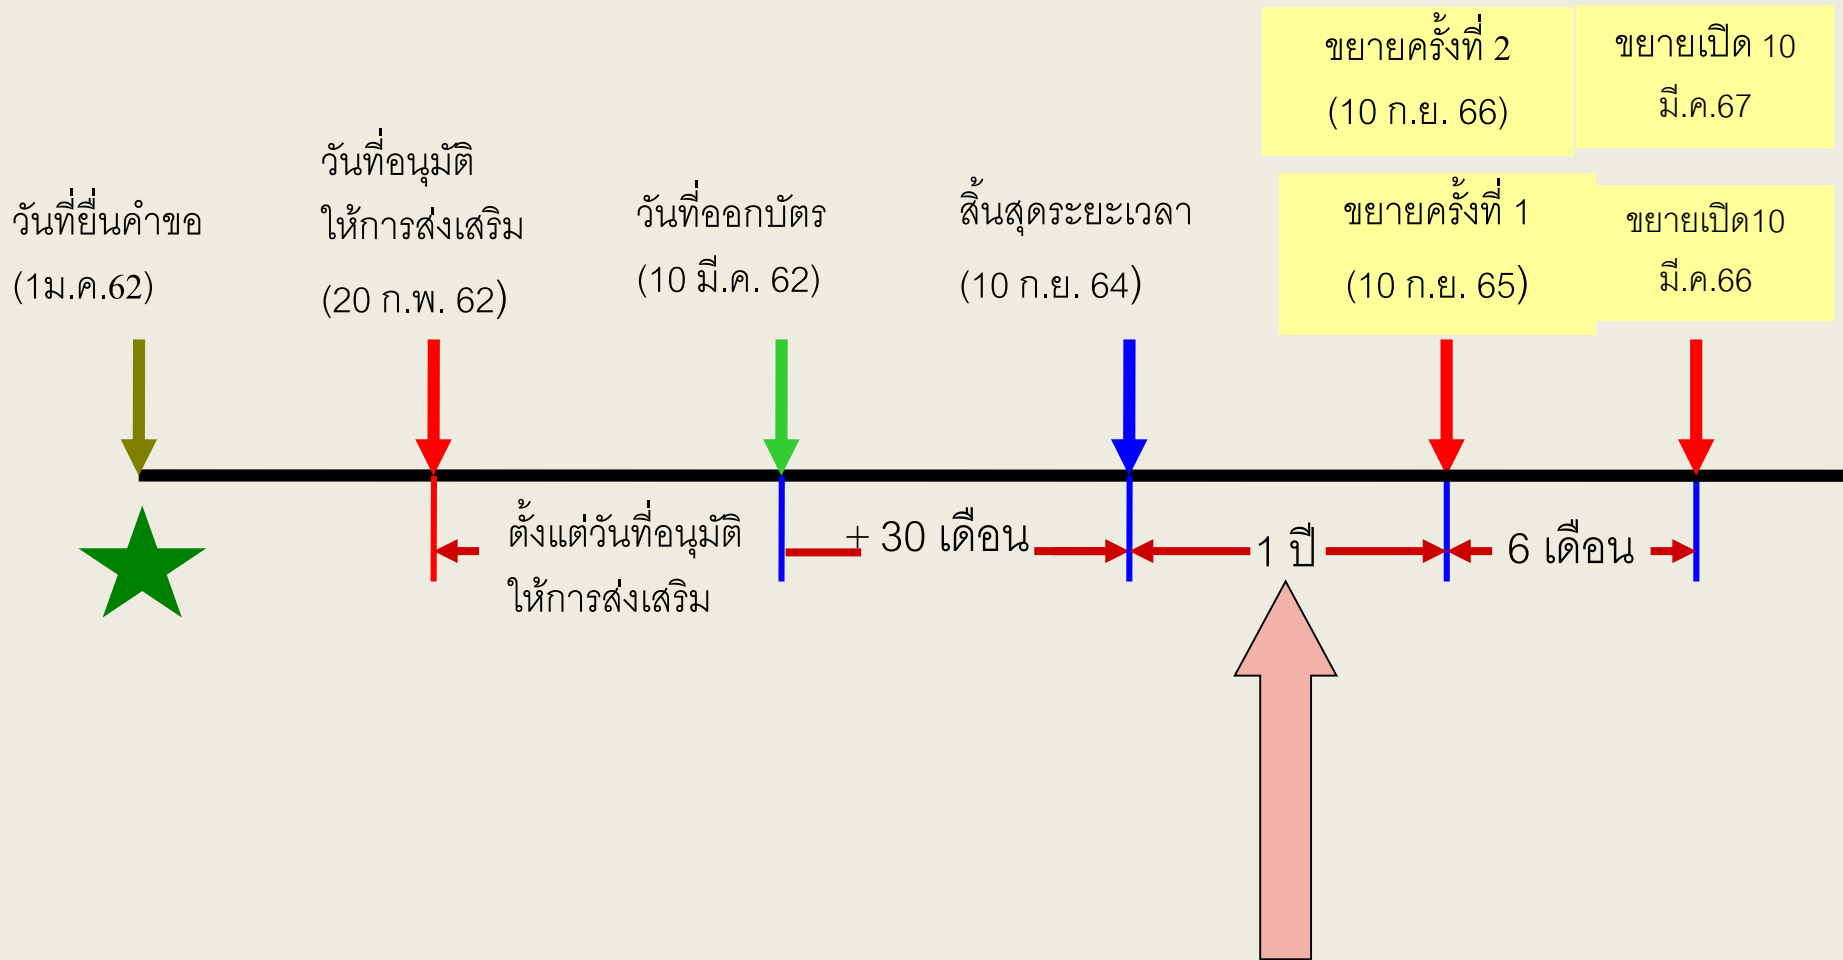 ขยายครั้งที่ 2
(10 ก.ย. 66)
ขยายเปิด 10
มี.ค.67
วันที่ยื่นคำขอ
(1ม.ค.62)
วันที่อนุมัติ
ให้การส่งเสริม
(20 ก.พ. 62)
วันที่ออกบัตร
(10 มี.ค. 62)
สิ้นสุดระยะเวลา
(10 ก.ย. 64)
ขยายครั้งที่ 1
(10 ก.ย. 65)
ขยายเปิด10
มี.ค.66
ตั้งแต่วันที่อนุมัติ
ให้การส่งเสริม
+ 30 เดือน
1 ปี
6 เดือน